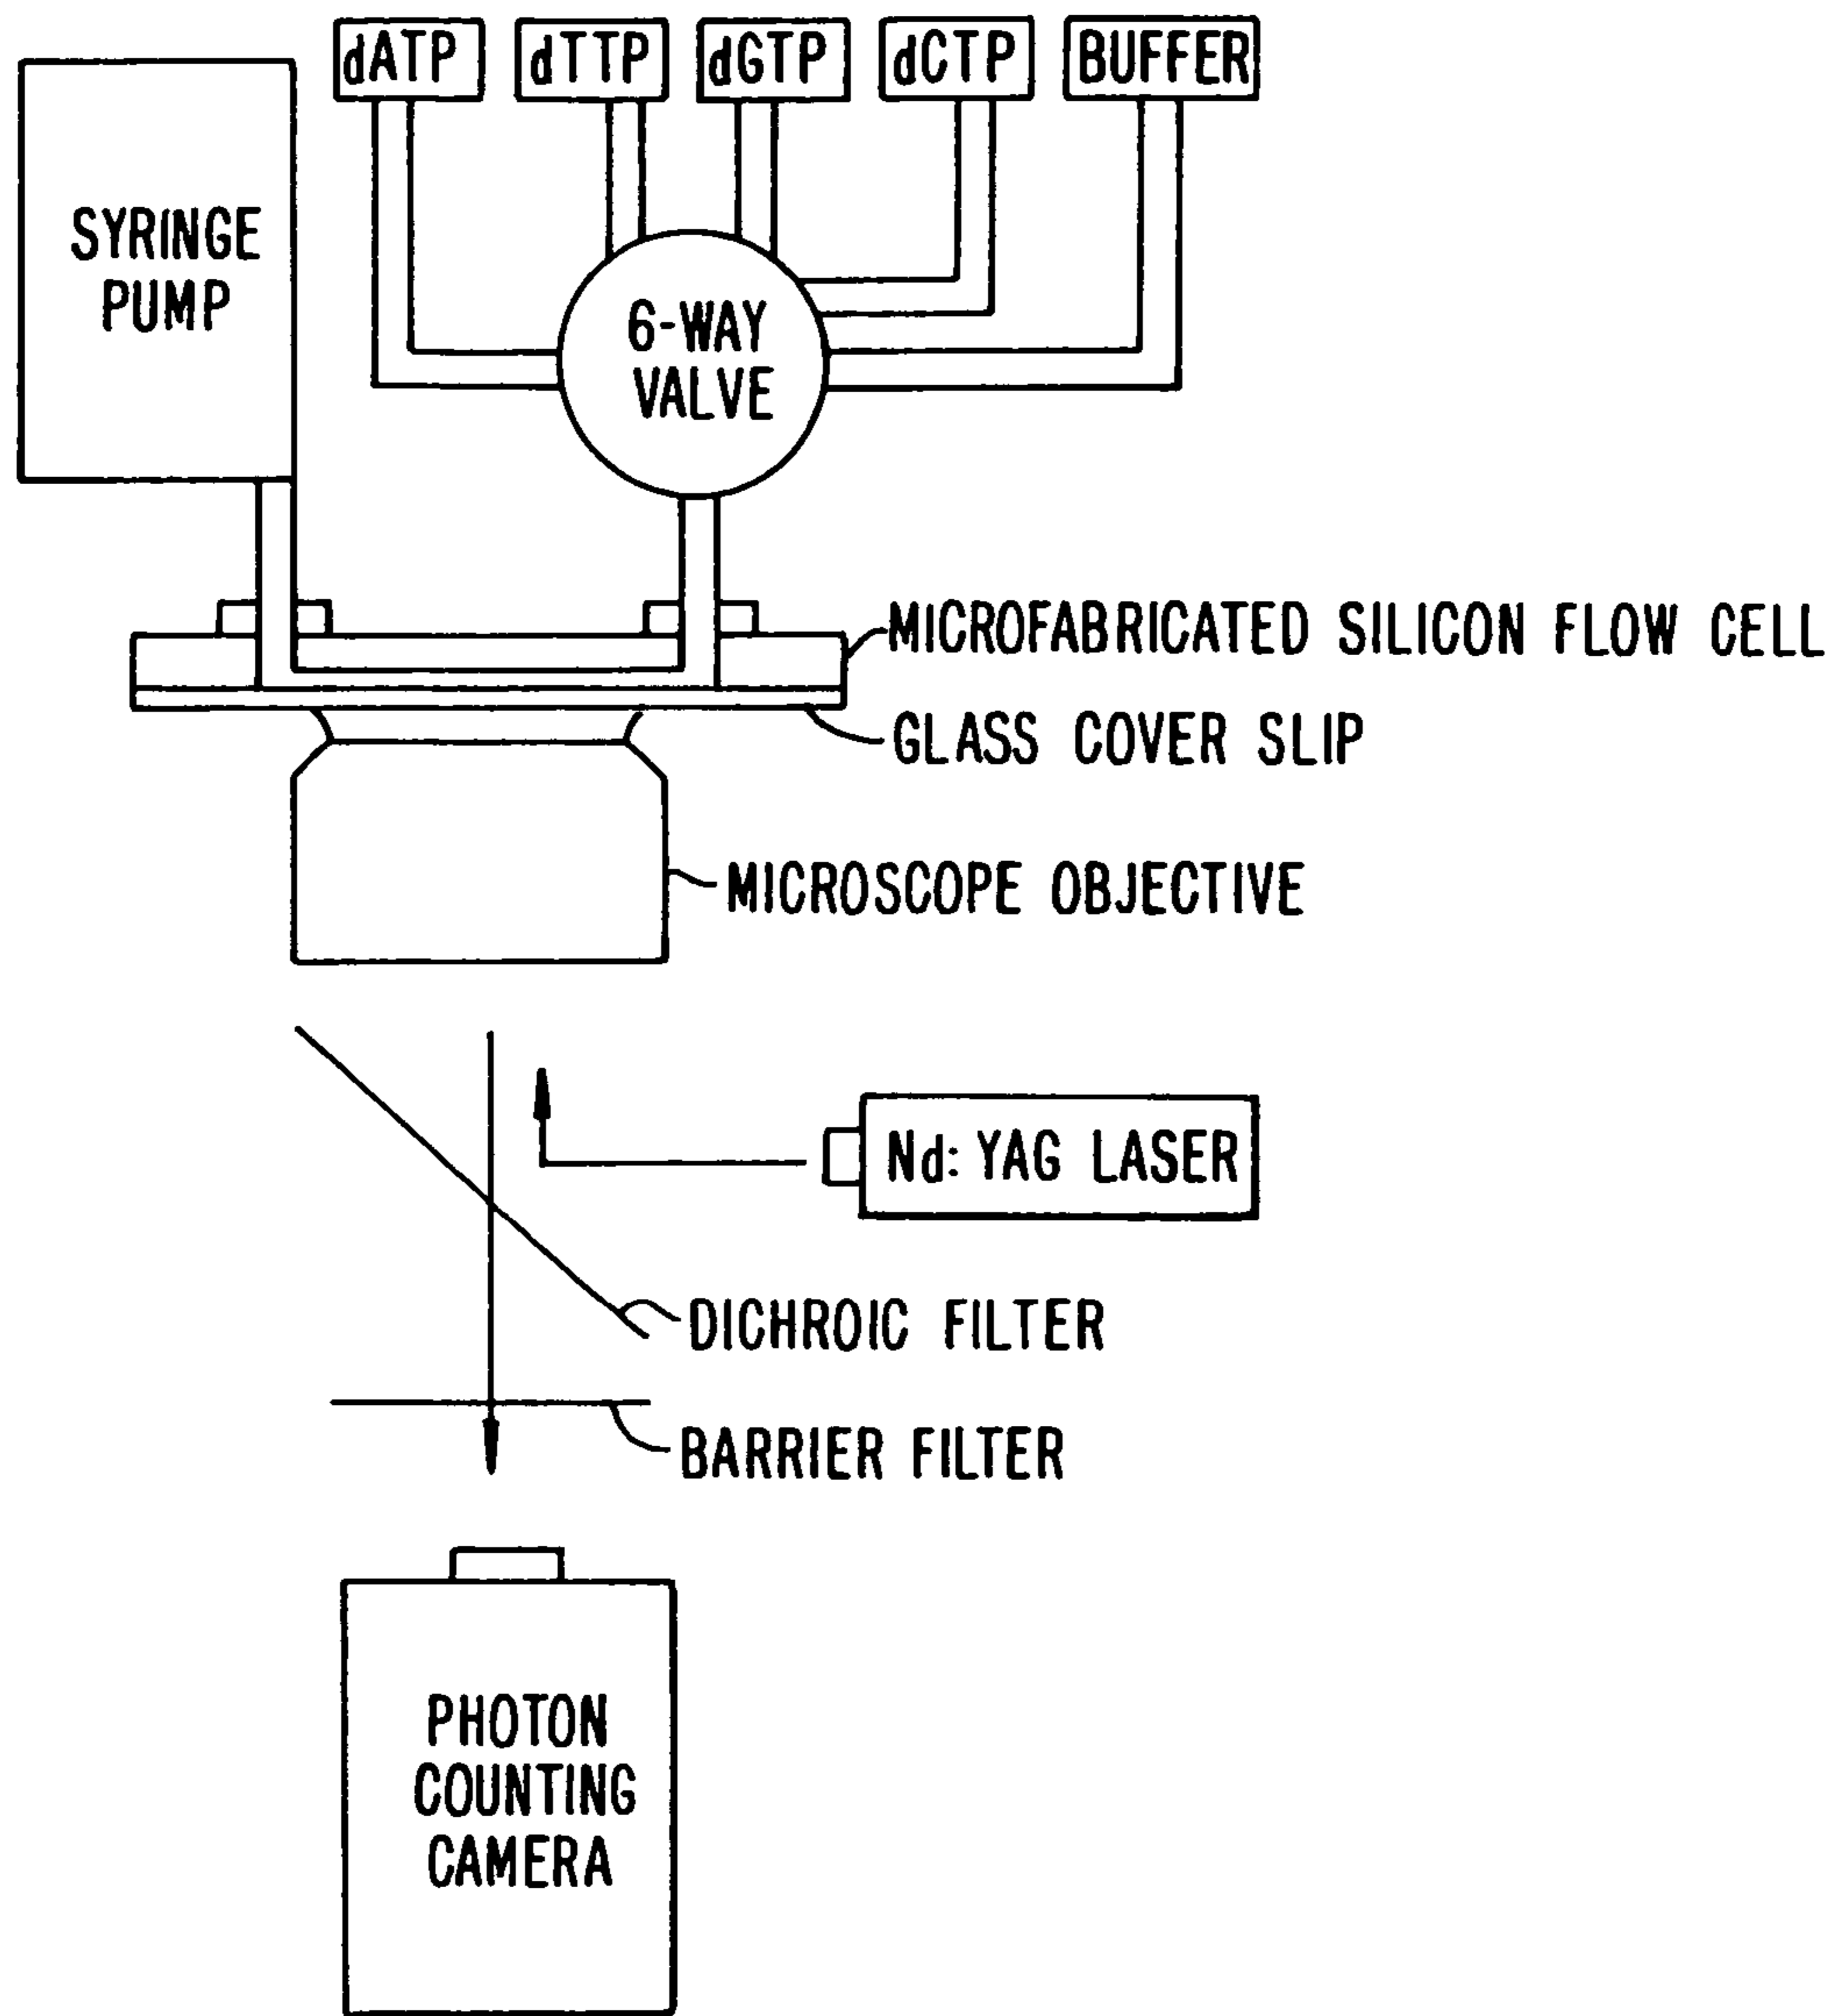 dATP
dTTP
dGTP
dCTP
BUFFER
SYRINGE
PUMP
6-WAY
VALVE
MICROFABRICATED SILICON FLOW CELL
GLASS COVER SLIP
MICROSCOPE OBJECTIVE
Nd: YAG LASER
DICHROIC FILTER
BARRIER FILTER
PHOTON
COUNTING
CAMERA